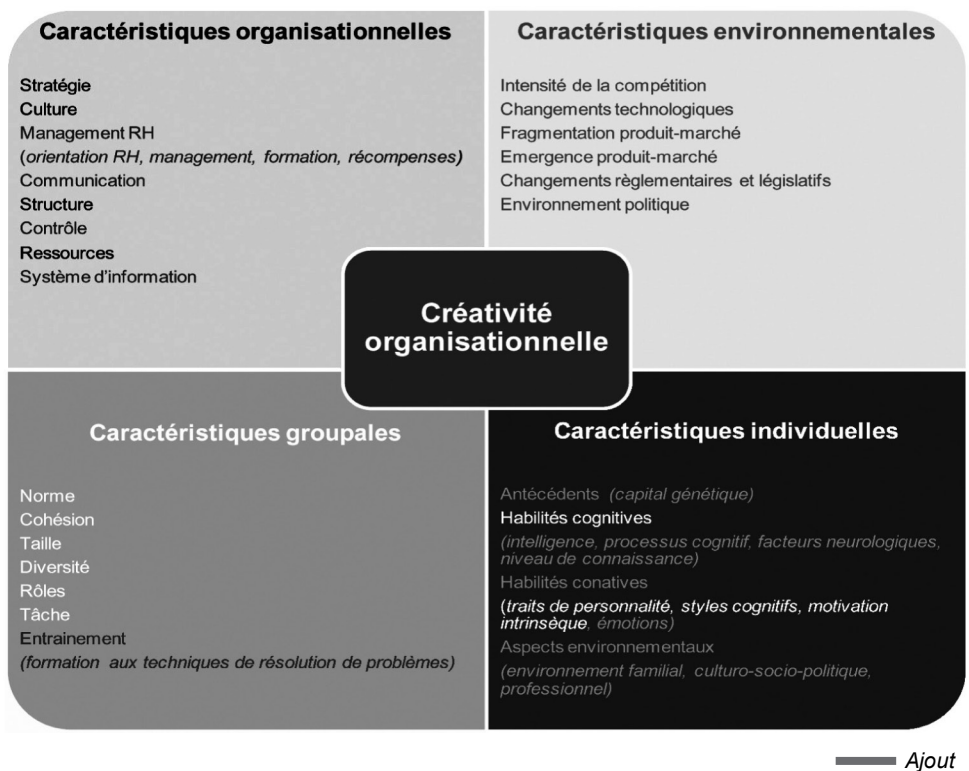 Caractéristiques organisationnelles
Stratégie
Culture
Management RH
(orientation RH, management, formation, récompenses)
Communication
Structure
Contrôle
Ressources
Système d'information
Caractéristiques environnementales
Intensité de la compétition
Changements technologiques
Fragmentation produit-marché
Emergence produit-marché
Changements règlementaires et législatifs
Environnement politique
Créativité
organisationnelle
Caractéristiques groupales
Norme
Cohésion
Taille
Diversité
Rôles
Tâche
Entrainement
(formation aux techniques de résolution de problèmes)
Caractéristiques individuelles
Antécédents (capital génétique)
Habilités cognitives
(intelligence, processus cognitif, facteurs neurologiques,
niveau de connaissance)
Habilités conatives
(traits de personnalité, styles cognitifs, motivation
intrinsèque, émotions)
Aspects environnementaux
(environnement familial, culturo-socio-politique,
professionnel)
Ajout